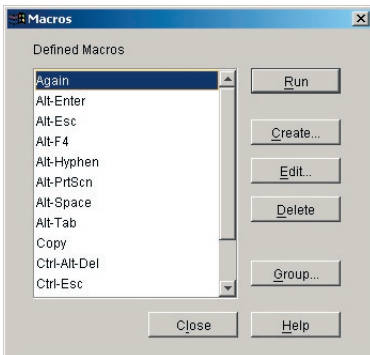 Macros
Defined Macros
Again
Alt-Enter
Alt-Esc
Alt-F4
Alt-Hyphen
Alt-PrtScn
Alt-Space
Alt-Tab
Copy
Ctrl-Alt-Del
Ctrl-Esc
Run
Create...
Edit...
Delete
Group...
Close
Help